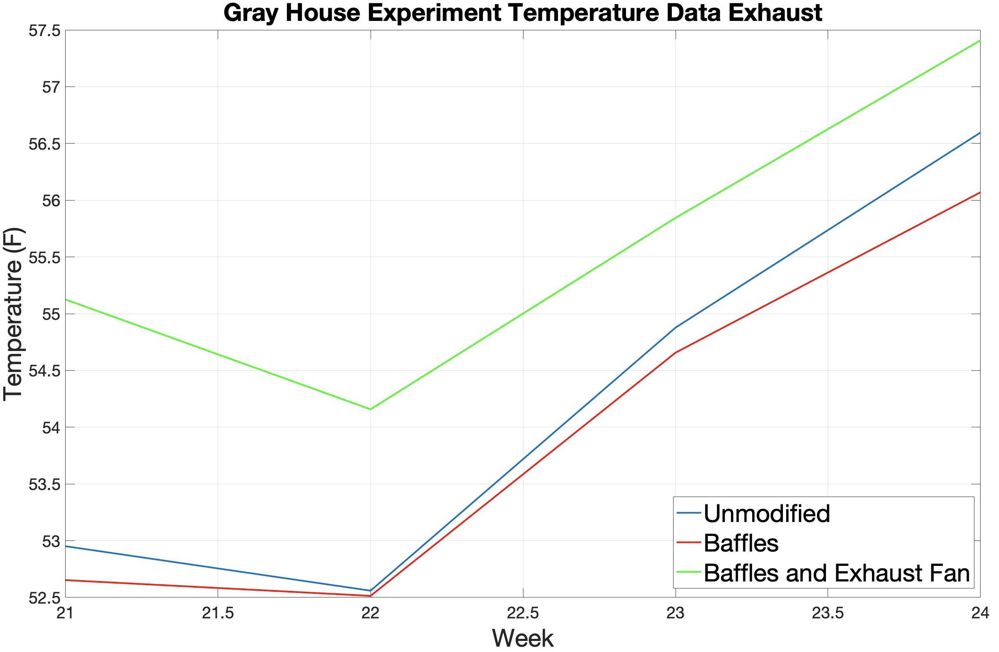 Gray House Experiment Temperature Data Exhaust
57.5
57
56.5
56
55.5
55
54.5
54
53.5
53
52.5
Temperature (F)
21 21.5 22 22.5 23 23.5 24
Week
Unmodified
Baffles
Baffles and Exhaust Fan